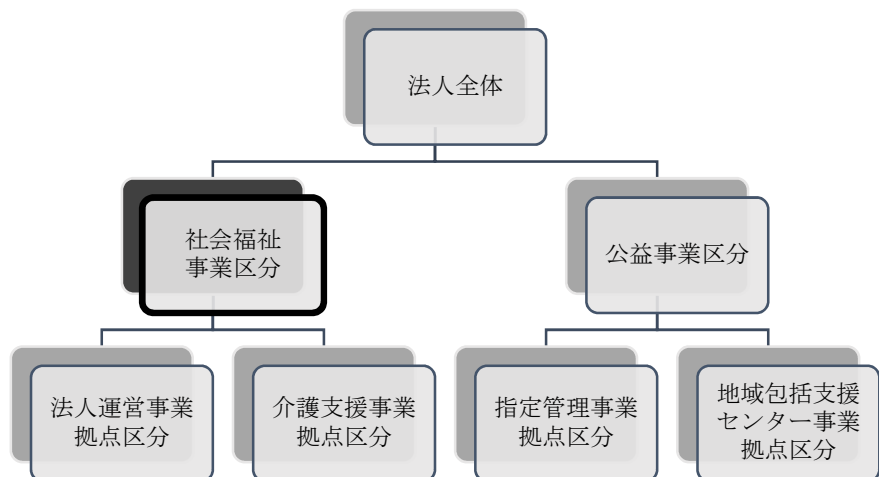 法人全体
社会福祉
事業区分
公益事業区分
法人運営事業
拠点区分
介護支援事業
拠点区分
指定管理事業
拠点区分
地域包括支援
センター事業
拠点区分